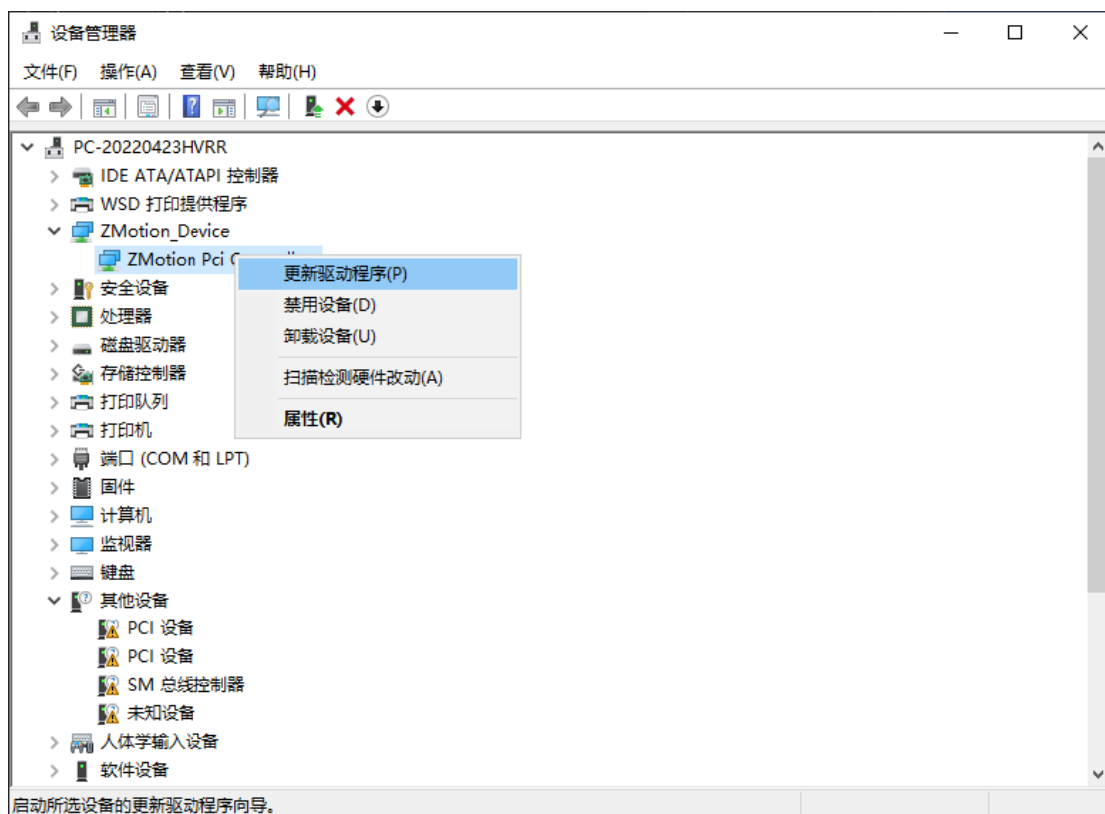 设备管理器
文件(F) 操作(A) 查看(V) 帮助(H)
PC-20220423HVRR
IDE ATA/ATAPI 控制器
WSD 打印提供程序
ZMotion_Device
ZMotion Pci
更新驱动程序(P)
禁用设备(D)
卸载设备(U)
扫描检测硬件改动(A)
属性(R)
安全设备
处理器
磁盘驱动器
存储控制器
打印队列
打印机
端口 (COM 和 LPT)
固件
计算机
监视器
键盘
其他设备
PCI 设备
PCI 设备
SM 总线控制器
未知设备
人体学输入设备
软件设备
启动所选设备的更新驱动程序向导。